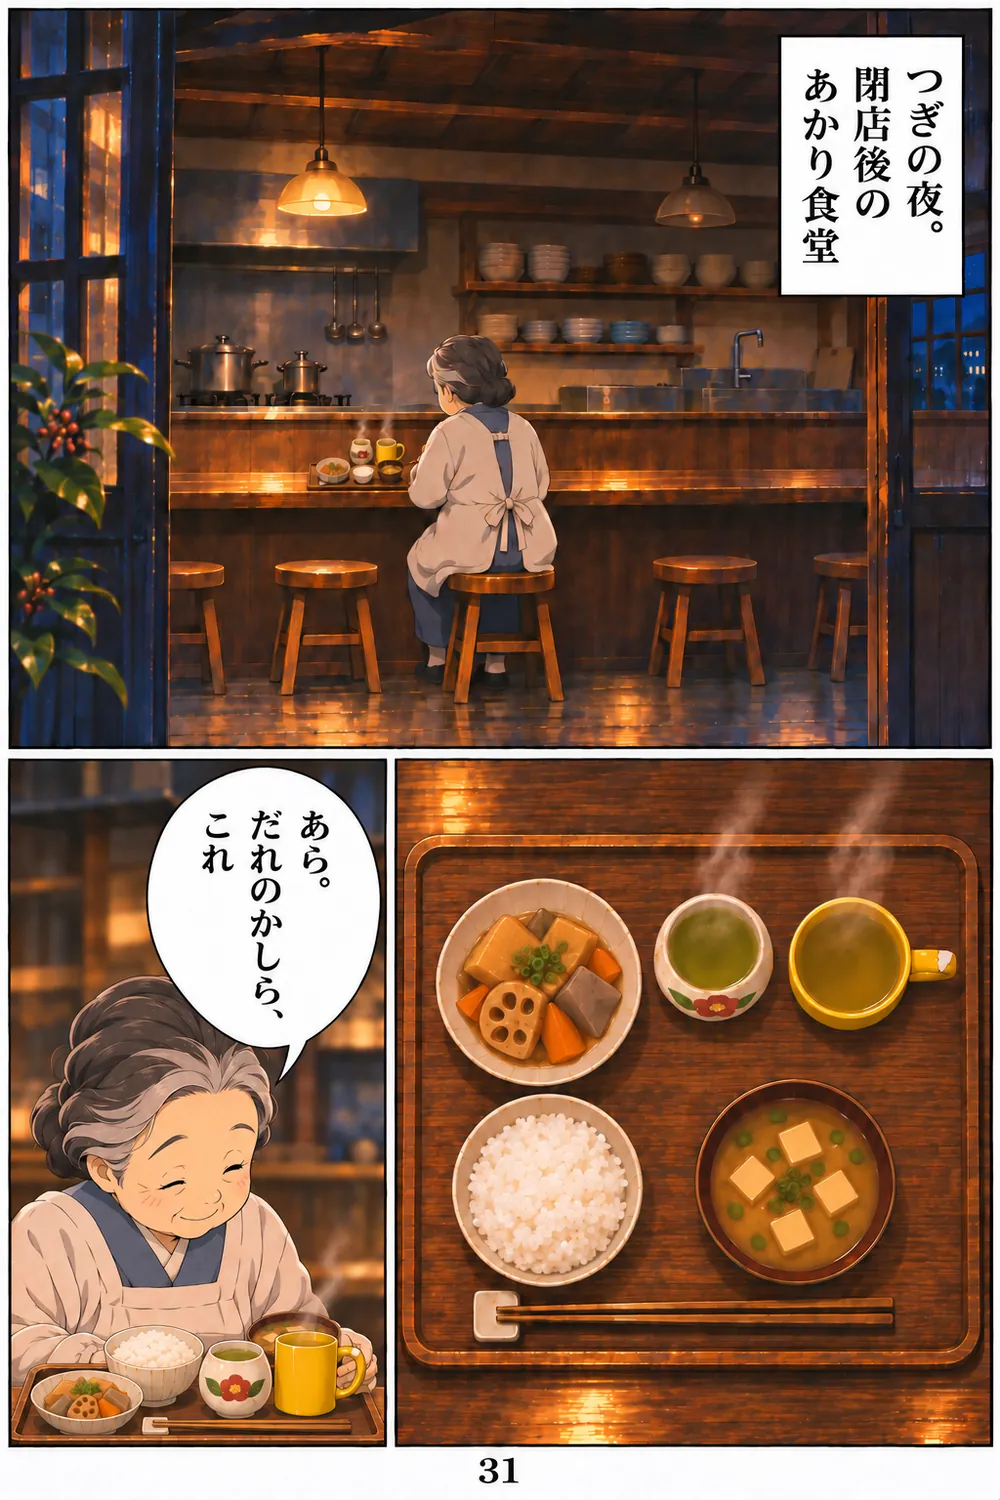 つぎの夜。
閉店後の
あかり食堂
あら。
だれのかしら、
これ
31